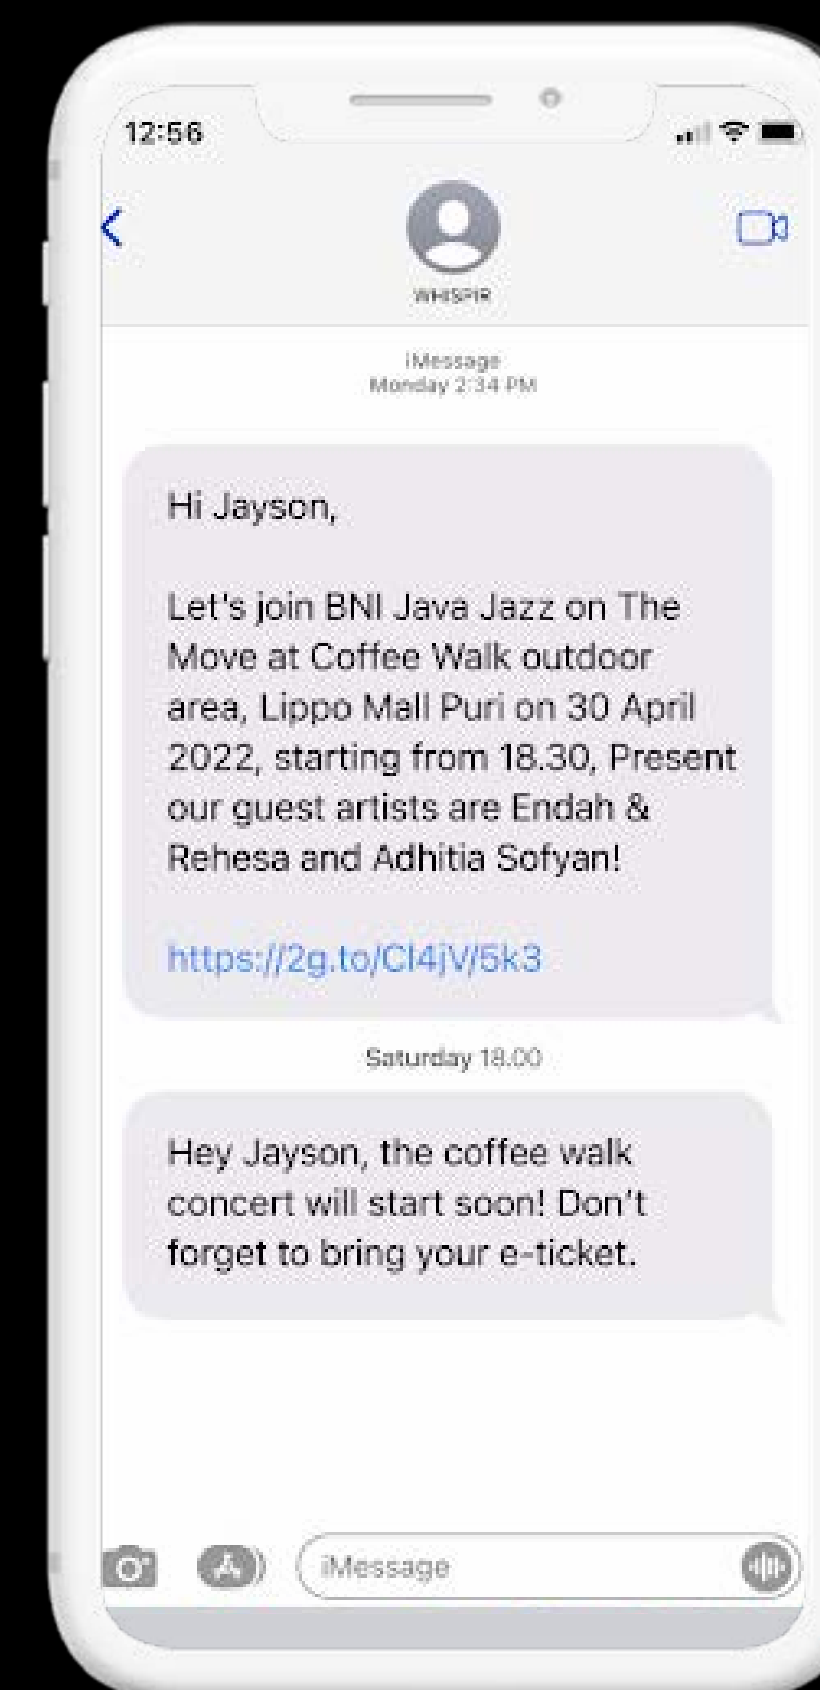 12:56
WHISPIR
iMessage
Monday 2:34 PM
Hi Jayson,
Let's join BNI Java Jazz on The
Move at Coffee Walk outdoor
area, Lippo Mall Puri on 30 April
2022, starting from 18.30, Present
our guest artists are Endah &
Rehesa and Adhitia Sofyan!
https://2g.to/Cl4jV/5k3
Saturday 18.00
Hey Jayson, the coffee walk
concert will start soon! Don't
forget to bring your e-ticket.
iMessage